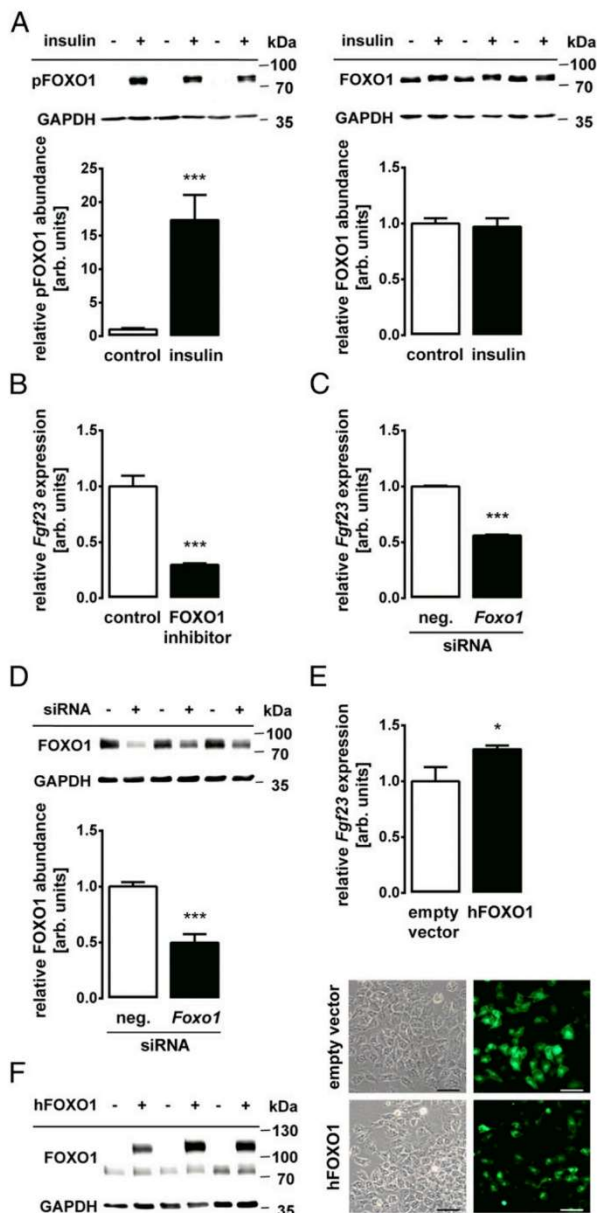 A
insulin - + - + - + kDa
100
pFOXO1
70
GAPDH
35
relative pFOXO1 abundance
[arb. units]
25
20
15
10
5
0
***
control insulin
insulin - + - + - + kDa
100
FOXO1
70
GAPDH
35
relative FOXO1 abundance
[arb. units]
1.5
1.0
0.5
0.0
control insulin
B
relative Fgf23 expression
[arb. units]
1.5
1.0
0.5
0.0
***
control FOXO1
inhibitor
C
relative Fgf23 expression
[arb. units]
1.5
1.0
0.5
0.0
***
neg. Foxo1
siRNA
D
siRNA - + - + - + kDa
100
FOXO1
70
GAPDH
35
relative FOXO1 abundance
[arb. units]
1.5
1.0
0.5
0.0
***
neg. Foxo1
siRNA
E
relative Fgf23 expression
[arb. units]
1.5
1.0
0.5
0.0
*
empty hFOXO1
vector
empty vector
hFOXO1
F
hFOXO1 - + - + - + kDa
130
FOXO1
100
70
GAPDH
35